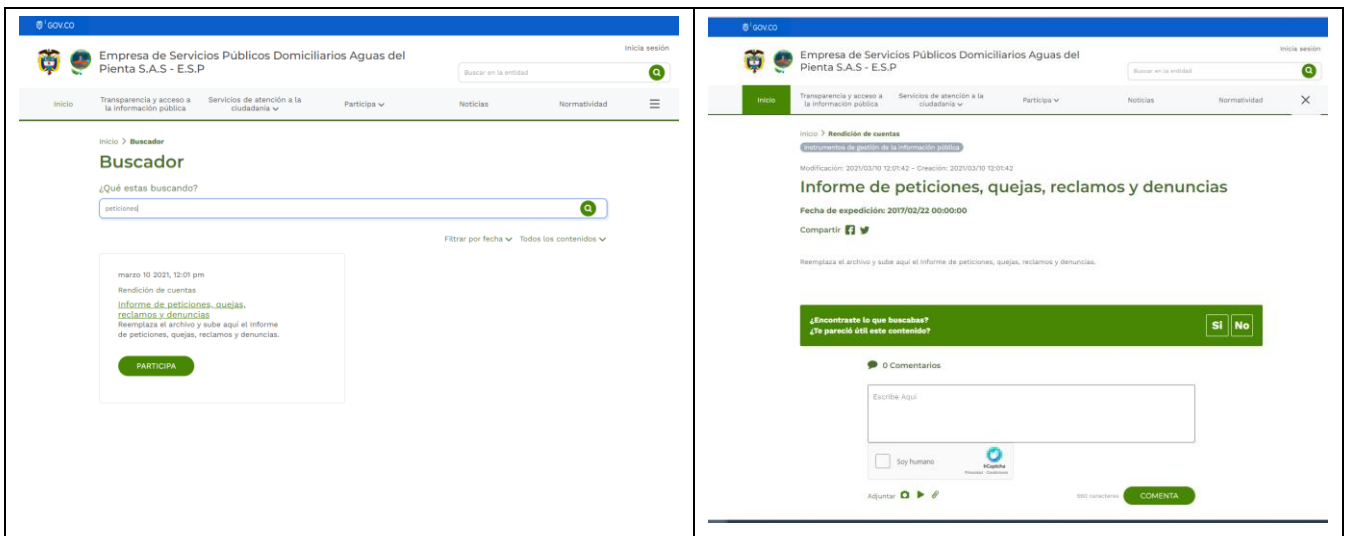 GOV.CO
Inicia sesión
Empresa de Servicios Públicos Domiciliarios Aguas del
Pienta S.A.S - E.S.P
Buscar en la entidad
Inicio
Transparencia y acceso a
la información pública
Servicios de atención a la
ciudadanía
Participa
Noticias
Normatividad
Inicio > Buscador
Buscador
¿Qué estas buscando?
peticiones
Filtrar por fecha
Todos los contenidos
marzo 10 2021, 12:01 pm
Rendición de cuentas
Informe de peticiones, quejas,
reclamos y denuncias
Reemplaza el archivo y sube aquí el Informe
de peticiones, quejas, reclamos y denuncias.
PARTICIPA
GOV.CO
Inicia sesión
Empresa de Servicios Públicos Domiciliarios Aguas del
Pienta S.A.S - E.S.P
Buscar en la entidad
Inicio
Transparencia y acceso a
la información pública
Servicios de atención a la
ciudadanía
Participa
Noticias
Normatividad
Inicio > Rendición de cuentas
Instrumentos de gestión de la información pública
Modificación: 2021/03/10 12:01:42 - Creación: 2021/03/10 12:01:42
Informe de peticiones, quejas, reclamos y denuncias
Fecha de expedición: 2017/02/22 00:00:00
Compartir
Reemplaza el archivo y sube aquí el Informe de peticiones, quejas, reclamos y denuncias.
¿Encontraste lo que buscabas?
¿Te pareció útil este contenido?
Si No
0 Comentarios
Escribe Aquí
Soy humano
hCaptcha
Privacidad Condiciones
Adjuntar
caracteres
COMENTA